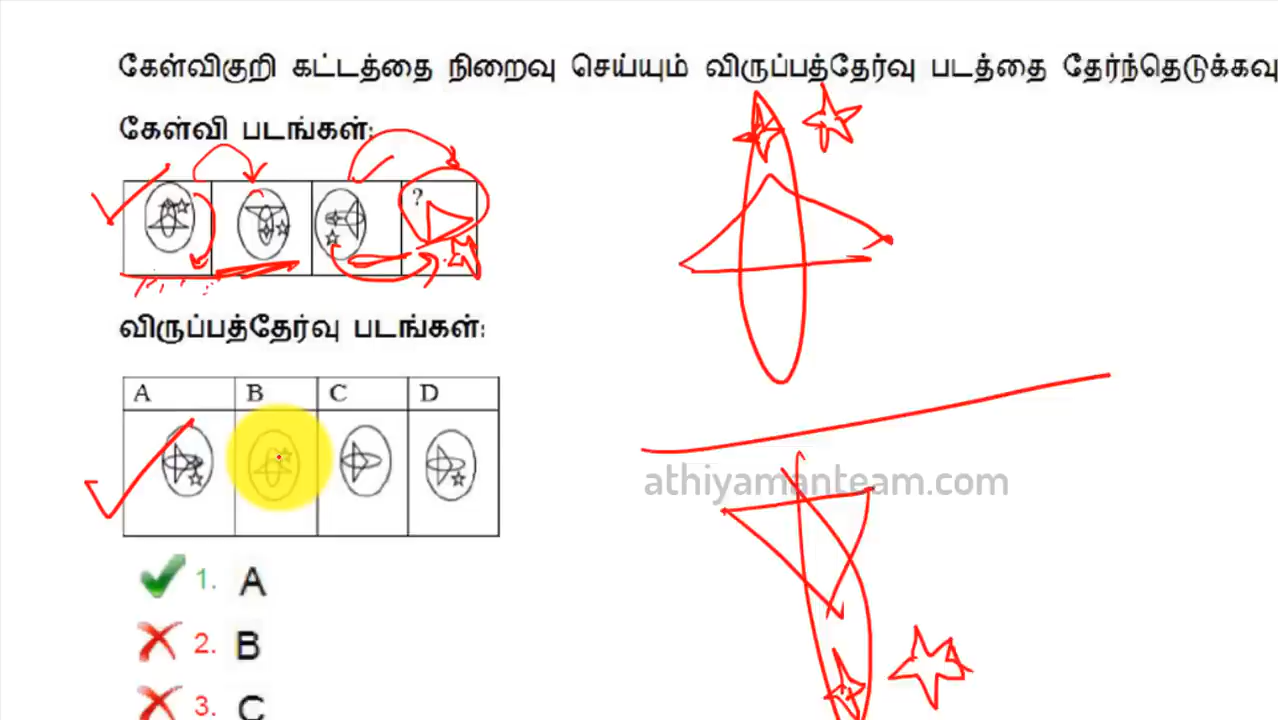 கேள்விகுறி கட்டத்தை நிறைவு செய்யும் விருப்பத்தேர்வு படத்தை தேர்ந்தெடுக்கவு
கேள்வி படங்கள்:
?
விருப்பத்தேர்வு படங்கள்:
A B C D
athiyamanteam.com
1. A
2. B
3. C